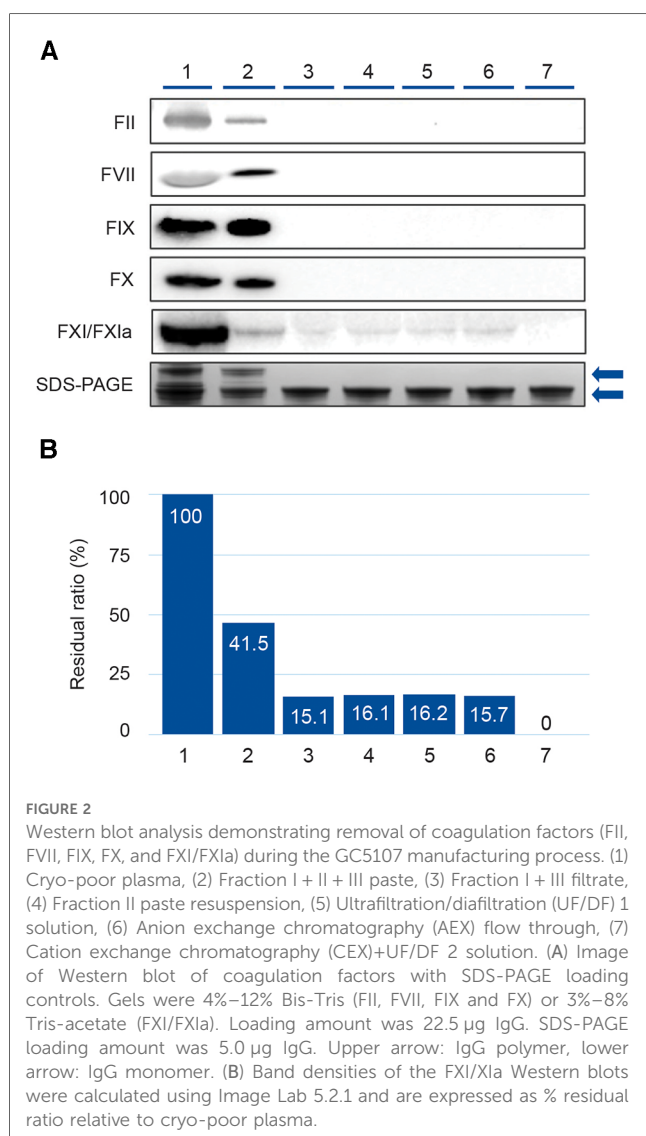 A
1 2 3 4 5 6 7
FII
FVII
FIX
FX
FXI/FXIa
SDS-PAGE
B
Residual ratio (%)
100
75
50
25
0
100
41.5
15.1
16.1
16.2
15.7
0
1 2 3 4 5 6 7
FIGURE 2
Western blot analysis demonstrating removal of coagulation factors (FII,
FVII, FIX, FX, and FXI/FXIa) during the GC5107 manufacturing process. (1)
Cryo-poor plasma, (2) Fraction I + II + III paste, (3) Fraction I + III filtrate,
(4) Fraction II paste resuspension, (5) Ultrafiltration/diafiltration (UF/DF) 1
solution, (6) Anion exchange chromatography (AEX) flow through, (7)
Cation exchange chromatography (CEX)+UF/DF 2 solution. (A) Image
of Western blot of coagulation factors with SDS-PAGE loading
controls. Gels were 4%–12% Bis-Tris (FII, FVII, FIX and FX) or 3%–8%
Tris-acetate (FXI/FXIa). Loading amount was 22.5 µg IgG. SDS-PAGE
loading amount was 5.0 µg IgG. Upper arrow: IgG polymer, lower
arrow: IgG monomer. (B) Band densities of the FXI/XIa Western blots
were calculated using Image Lab 5.2.1 and are expressed as % residual
ratio relative to cryo-poor plasma.